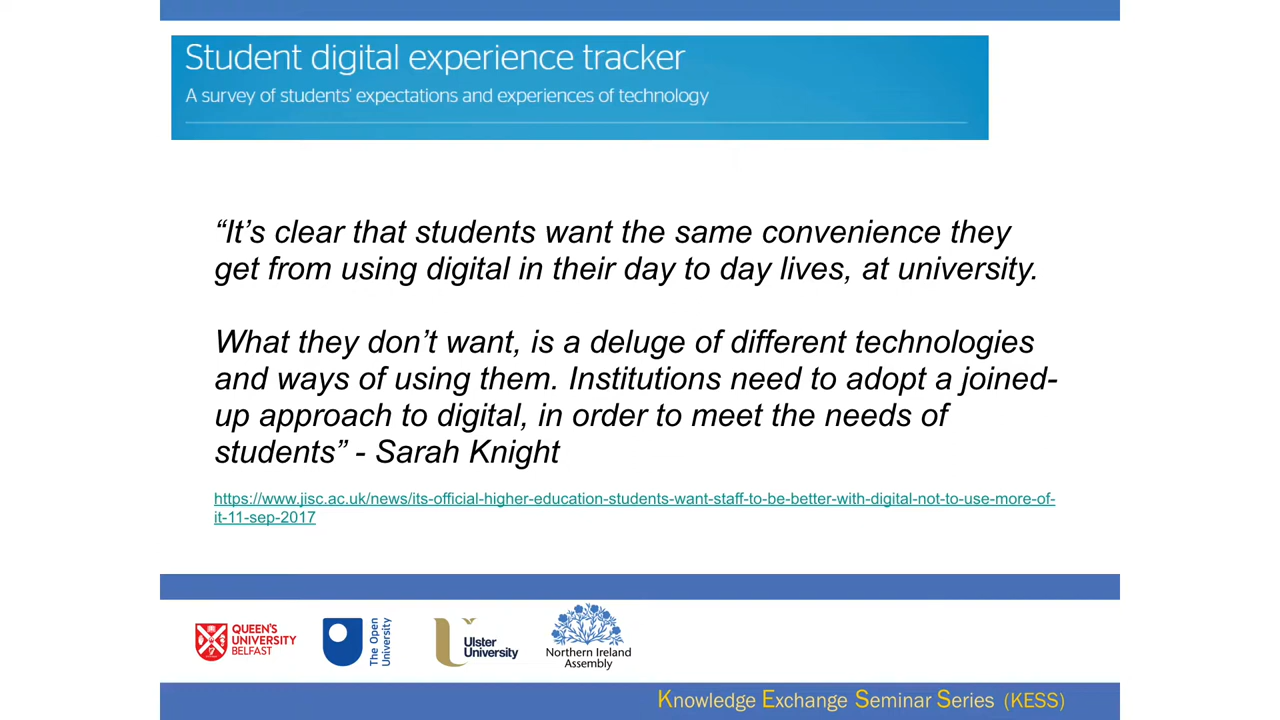 Student digital experience tracker
A survey of students' expectations and experiences of technology
“It’s clear that students want the same convenience they
get from using digital in their day to day lives, at university.
What they don’t want, is a deluge of different technologies
and ways of using them. Institutions need to adopt a joined-
up approach to digital, in order to meet the needs of
students” - Sarah Knight
https://www.jisc.ac.uk/news/its-official-higher-education-students-want-staff-to-be-better-with-digital-not-to-use-more-of-
it-11-sep-2017
QUEEN'S
UNIVERSITY
BELFAST
The Open
University
Ulster
University
Northern Ireland
Assembly
Knowledge Exchange Seminar Series (KESS)